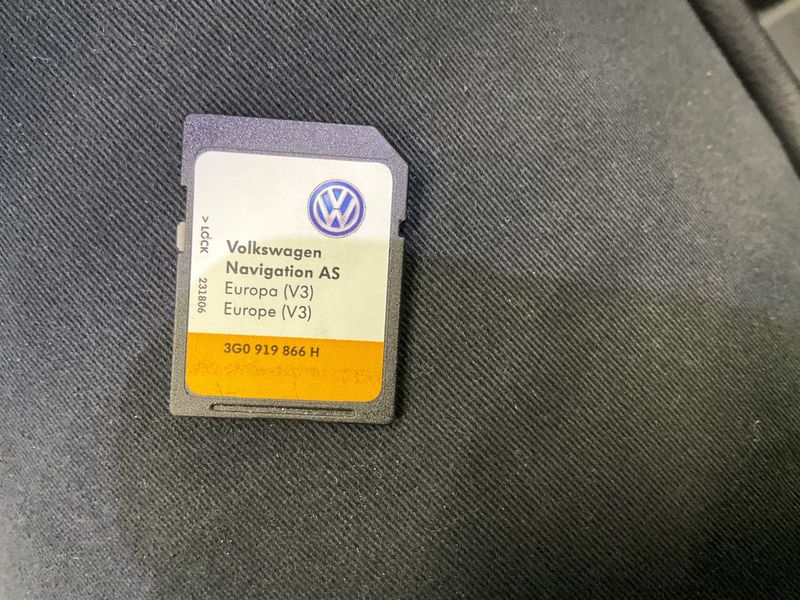 > LOCK
231806
Volkswagen
Navigation AS
Europa (V3)
Europe (V3)
3G0 919 866 H